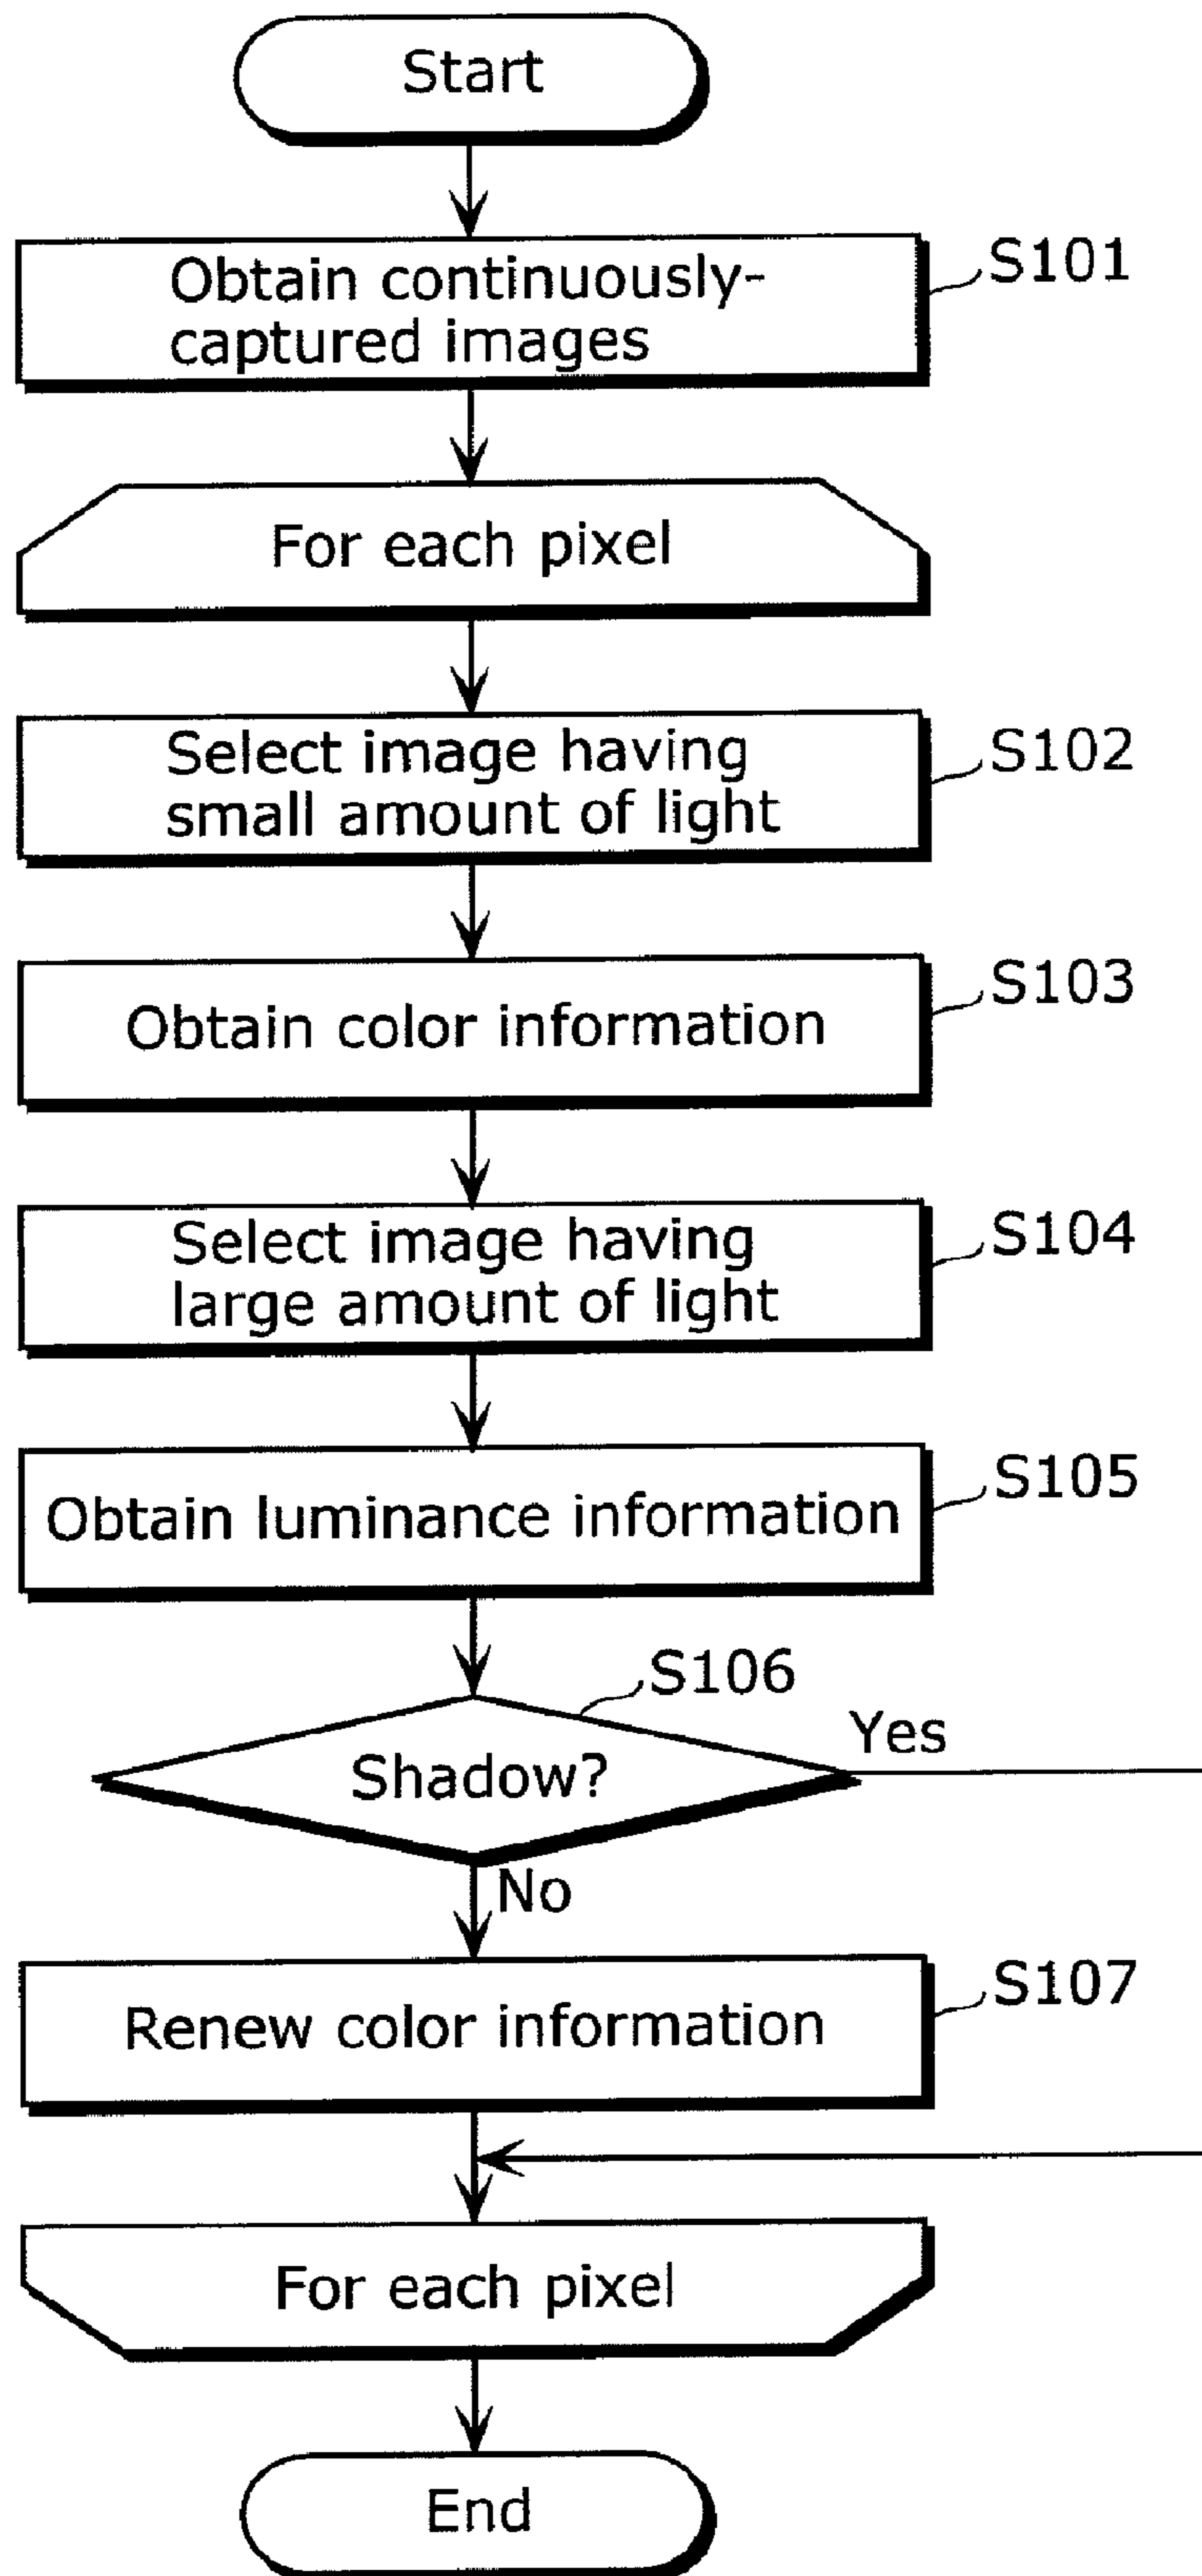 Start
Obtain continuously-
captured images
S101
For each pixel
Select image having
small amount of light
S102
Obtain color information
S103
Select image having
large amount of light
S104
Obtain luminance information
S105
S106
Shadow?
Yes
No
Renew color information
S107
For each pixel
End